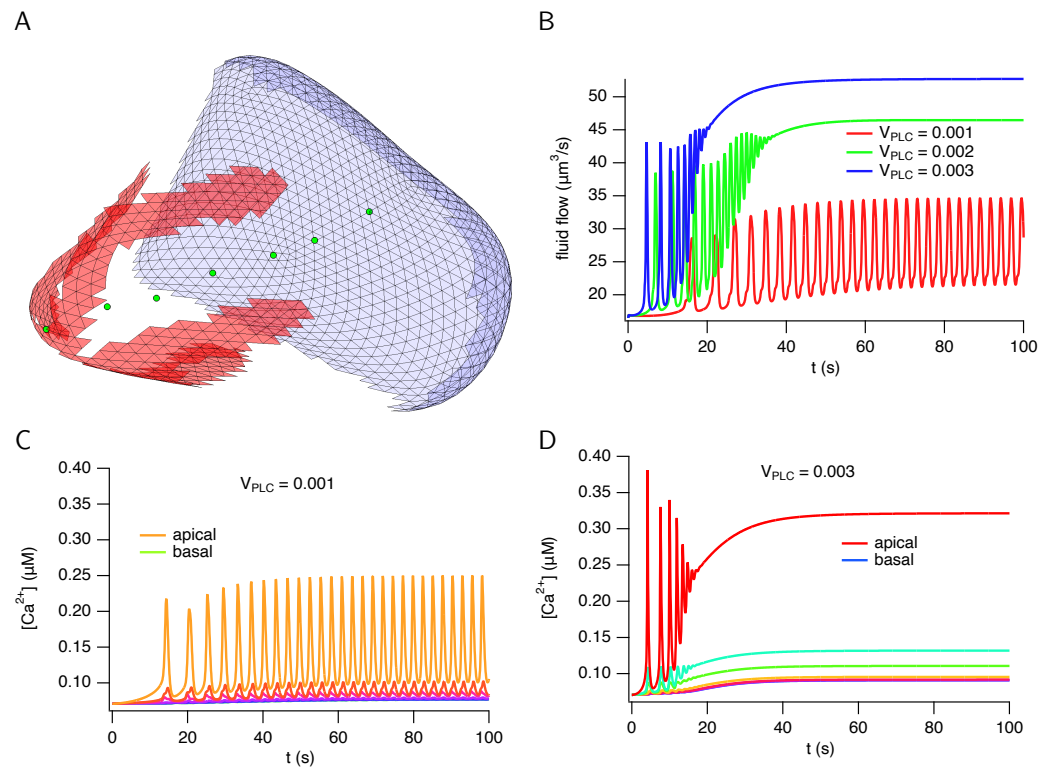 A
B
fluid flow (µm³/s)
50
45
40
35
30
25
20
V_PLC = 0.001
V_PLC = 0.002
V_PLC = 0.003
0
20
40
60
80
100
t (s)
C
[Ca²⁺] (µM)
0.40
0.35
0.30
0.25
0.20
0.15
0.10
V_PLC = 0.001
apical
basal
0
20
40
60
80
100
t (s)
D
[Ca²⁺] (µM)
0.40
0.35
0.30
0.25
0.20
0.15
0.10
V_PLC = 0.003
apical
basal
0
20
40
60
80
100
t (s)